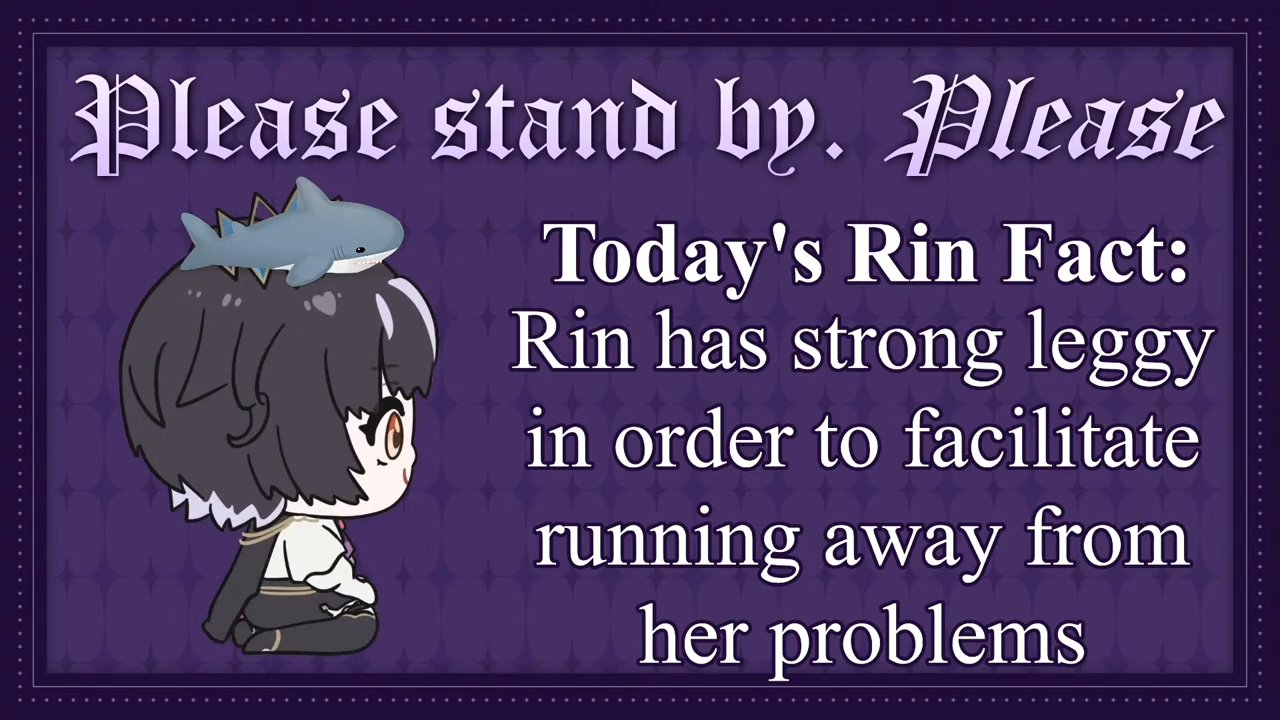 Please stand by. Please
Today's Rin Fact:
Rin has strong leggy
in order to facilitate
running away from
her problems